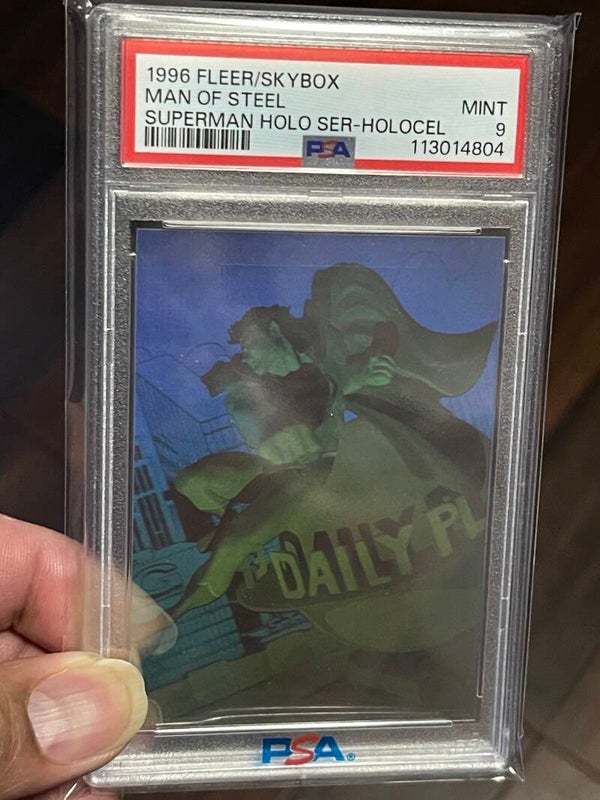 1996 FLEER/SKYBOX
MAN OF STEEL MINT
SUPERMAN HOLO SER-HOLOCEL 9
PSA 113014804
DAILY PL
PSA